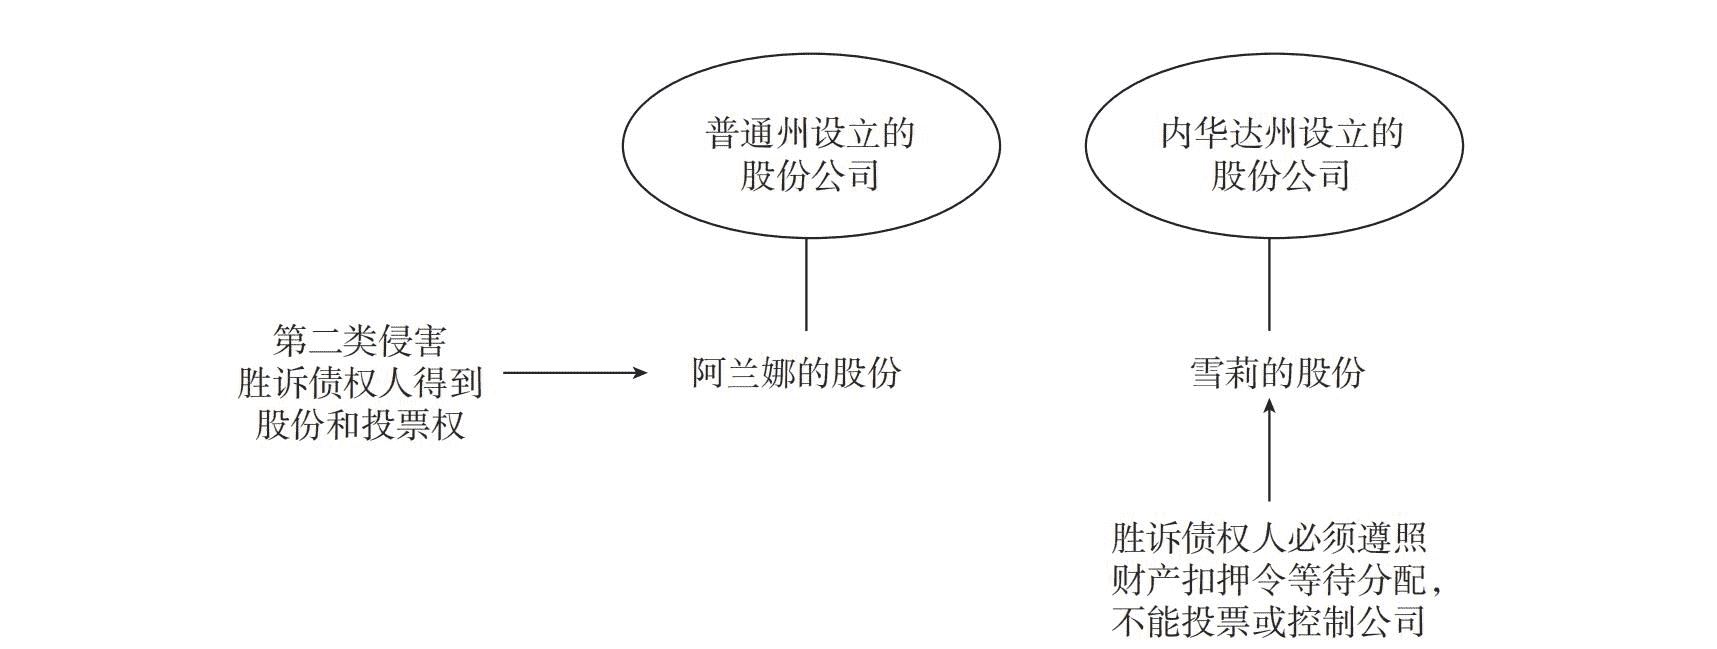 普通州设立的
股份公司
内华达州设立的
股份公司
第二类侵害
胜诉债权人得到
股份和投票权
阿兰娜的股份
雪莉的股份
胜诉债权人必须遵照
财产扣押令等待分配，
不能投票或控制公司